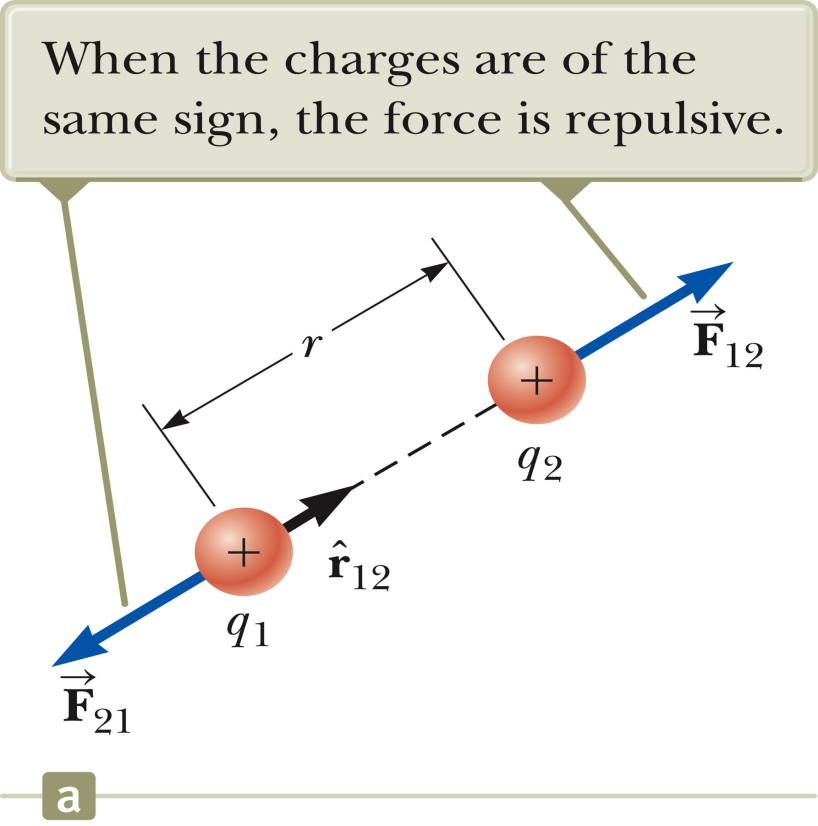 When the charges are of the
same sign, the force is repulsive.
r
F⃗12
+
q2
r̂12
+
q1
F⃗21
a